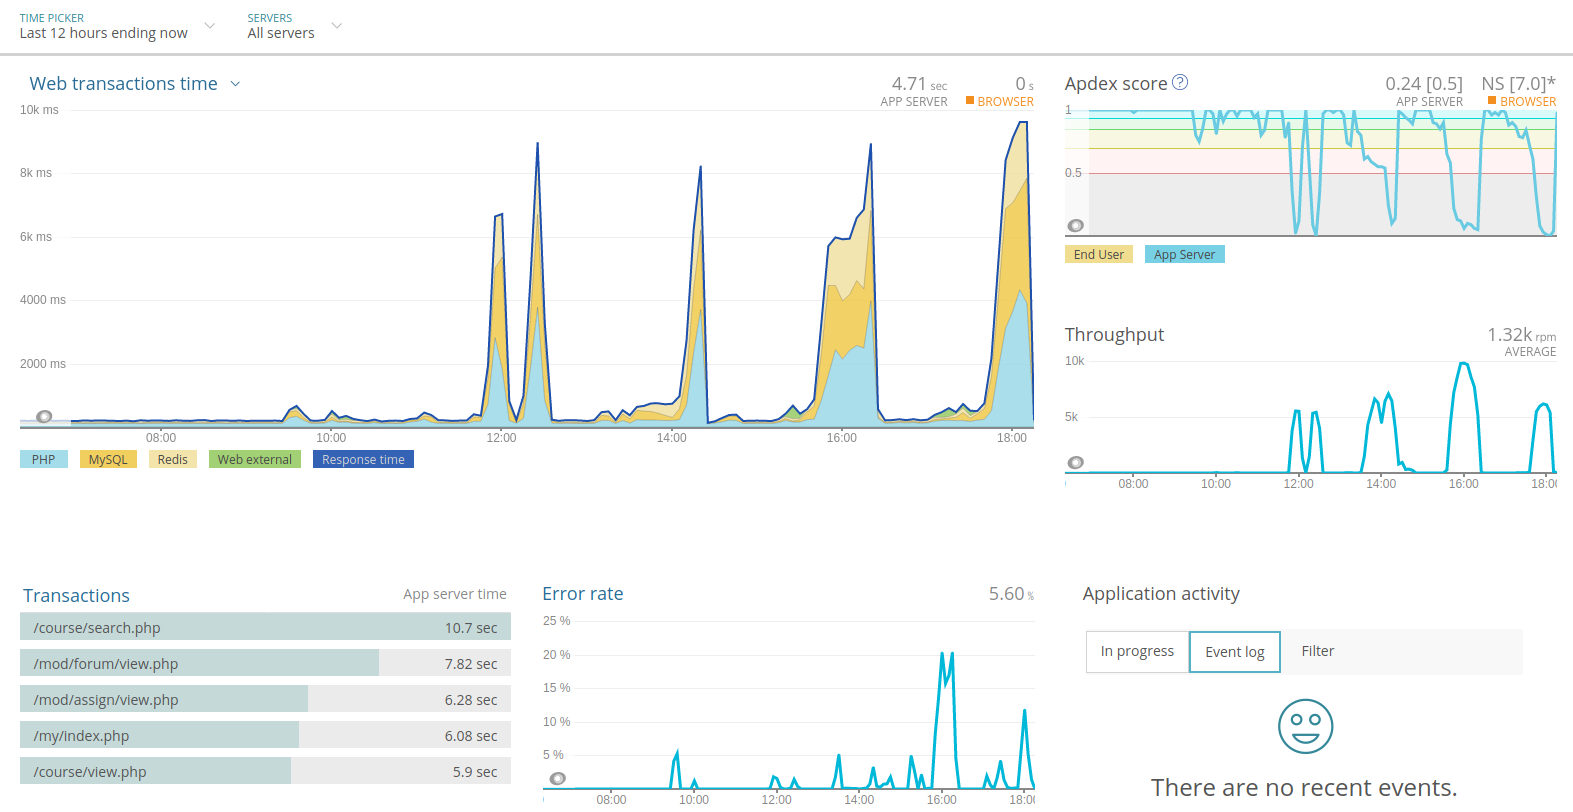 TIME PICKER
Last 12 hours ending now
SERVERS
All servers
Web transactions time
4.71 sec
APP SERVER
0 s
BROWSER
10k ms
8k ms
6k ms
4000 ms
2000 ms
08:00 10:00 12:00 14:00 16:00 18:00
PHP MySQL Redis Web external Response time
Apdex score ?
0.24 [0.5]
APP SERVER
NS [7.0]*
BROWSER
1
0.5
End User App Server
Throughput
1.32k rpm
AVERAGE
10k
5k
08:00 10:00 12:00 14:00 16:00 18:00
Transactions App server time
/course/search.php 10.7 sec
/mod/forum/view.php 7.82 sec
/mod/assign/view.php 6.28 sec
/my/index.php 6.08 sec
/course/view.php 5.9 sec
Error rate 5.60 %
25 %
20 %
15 %
10 %
5 %
08:00 10:00 12:00 14:00 16:00 18:00
Application activity
In progress Event log Filter
There are no recent events.